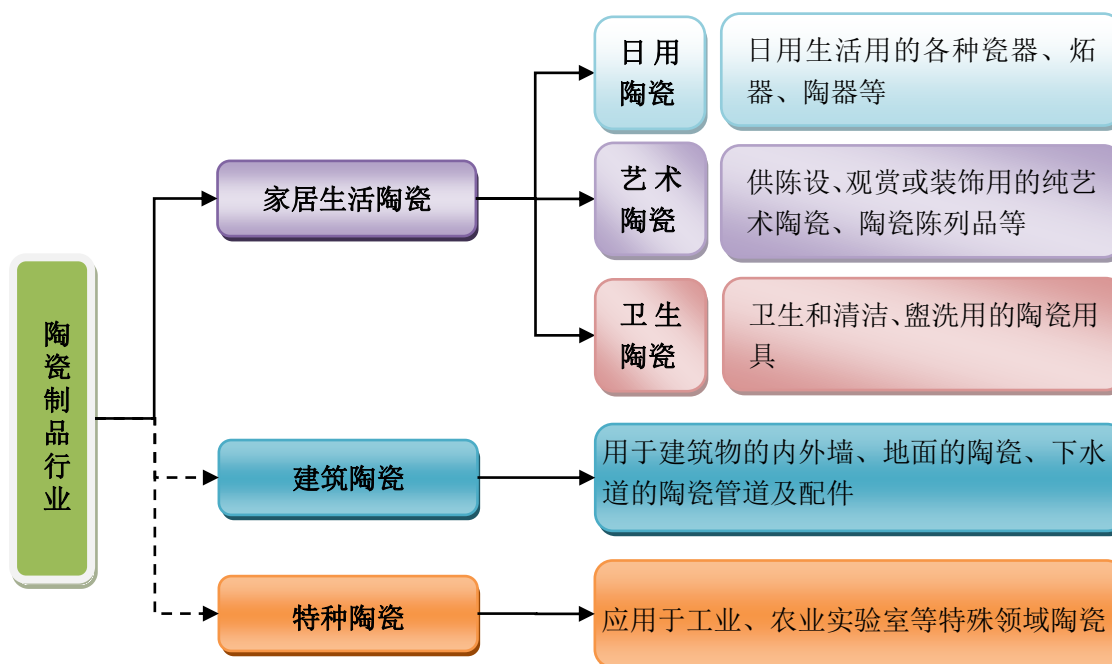 陶瓷制品行业
家居生活陶瓷
日用
陶瓷
日用生活用的各种瓷器、炻
器、陶器等
艺术
陶瓷
供陈设、观赏或装饰用的纯艺
术陶瓷、陶瓷陈列品等
卫生
陶瓷
卫生和清洁、盥洗用的陶瓷用
具
建筑陶瓷
用于建筑物的内外墙、地面的陶瓷、下水
道的陶瓷管道及配件
特种陶瓷
应用于工业、农业实验室等特殊领域陶瓷